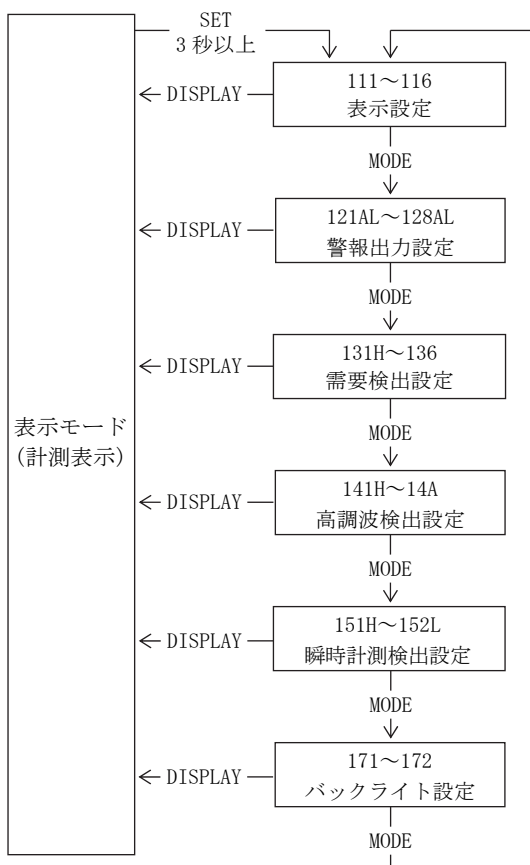 SET
3 秒以上
111～116
表示設定
DISPLAY
MODE
121AL～128AL
警報出力設定
DISPLAY
MODE
131H～136
需要検出設定
DISPLAY
MODE
表示モード
(計測表示)
141H～14A
高調波検出設定
DISPLAY
MODE
151H～152L
瞬時計測検出設定
DISPLAY
MODE
171～172
バックライト設定
DISPLAY
MODE